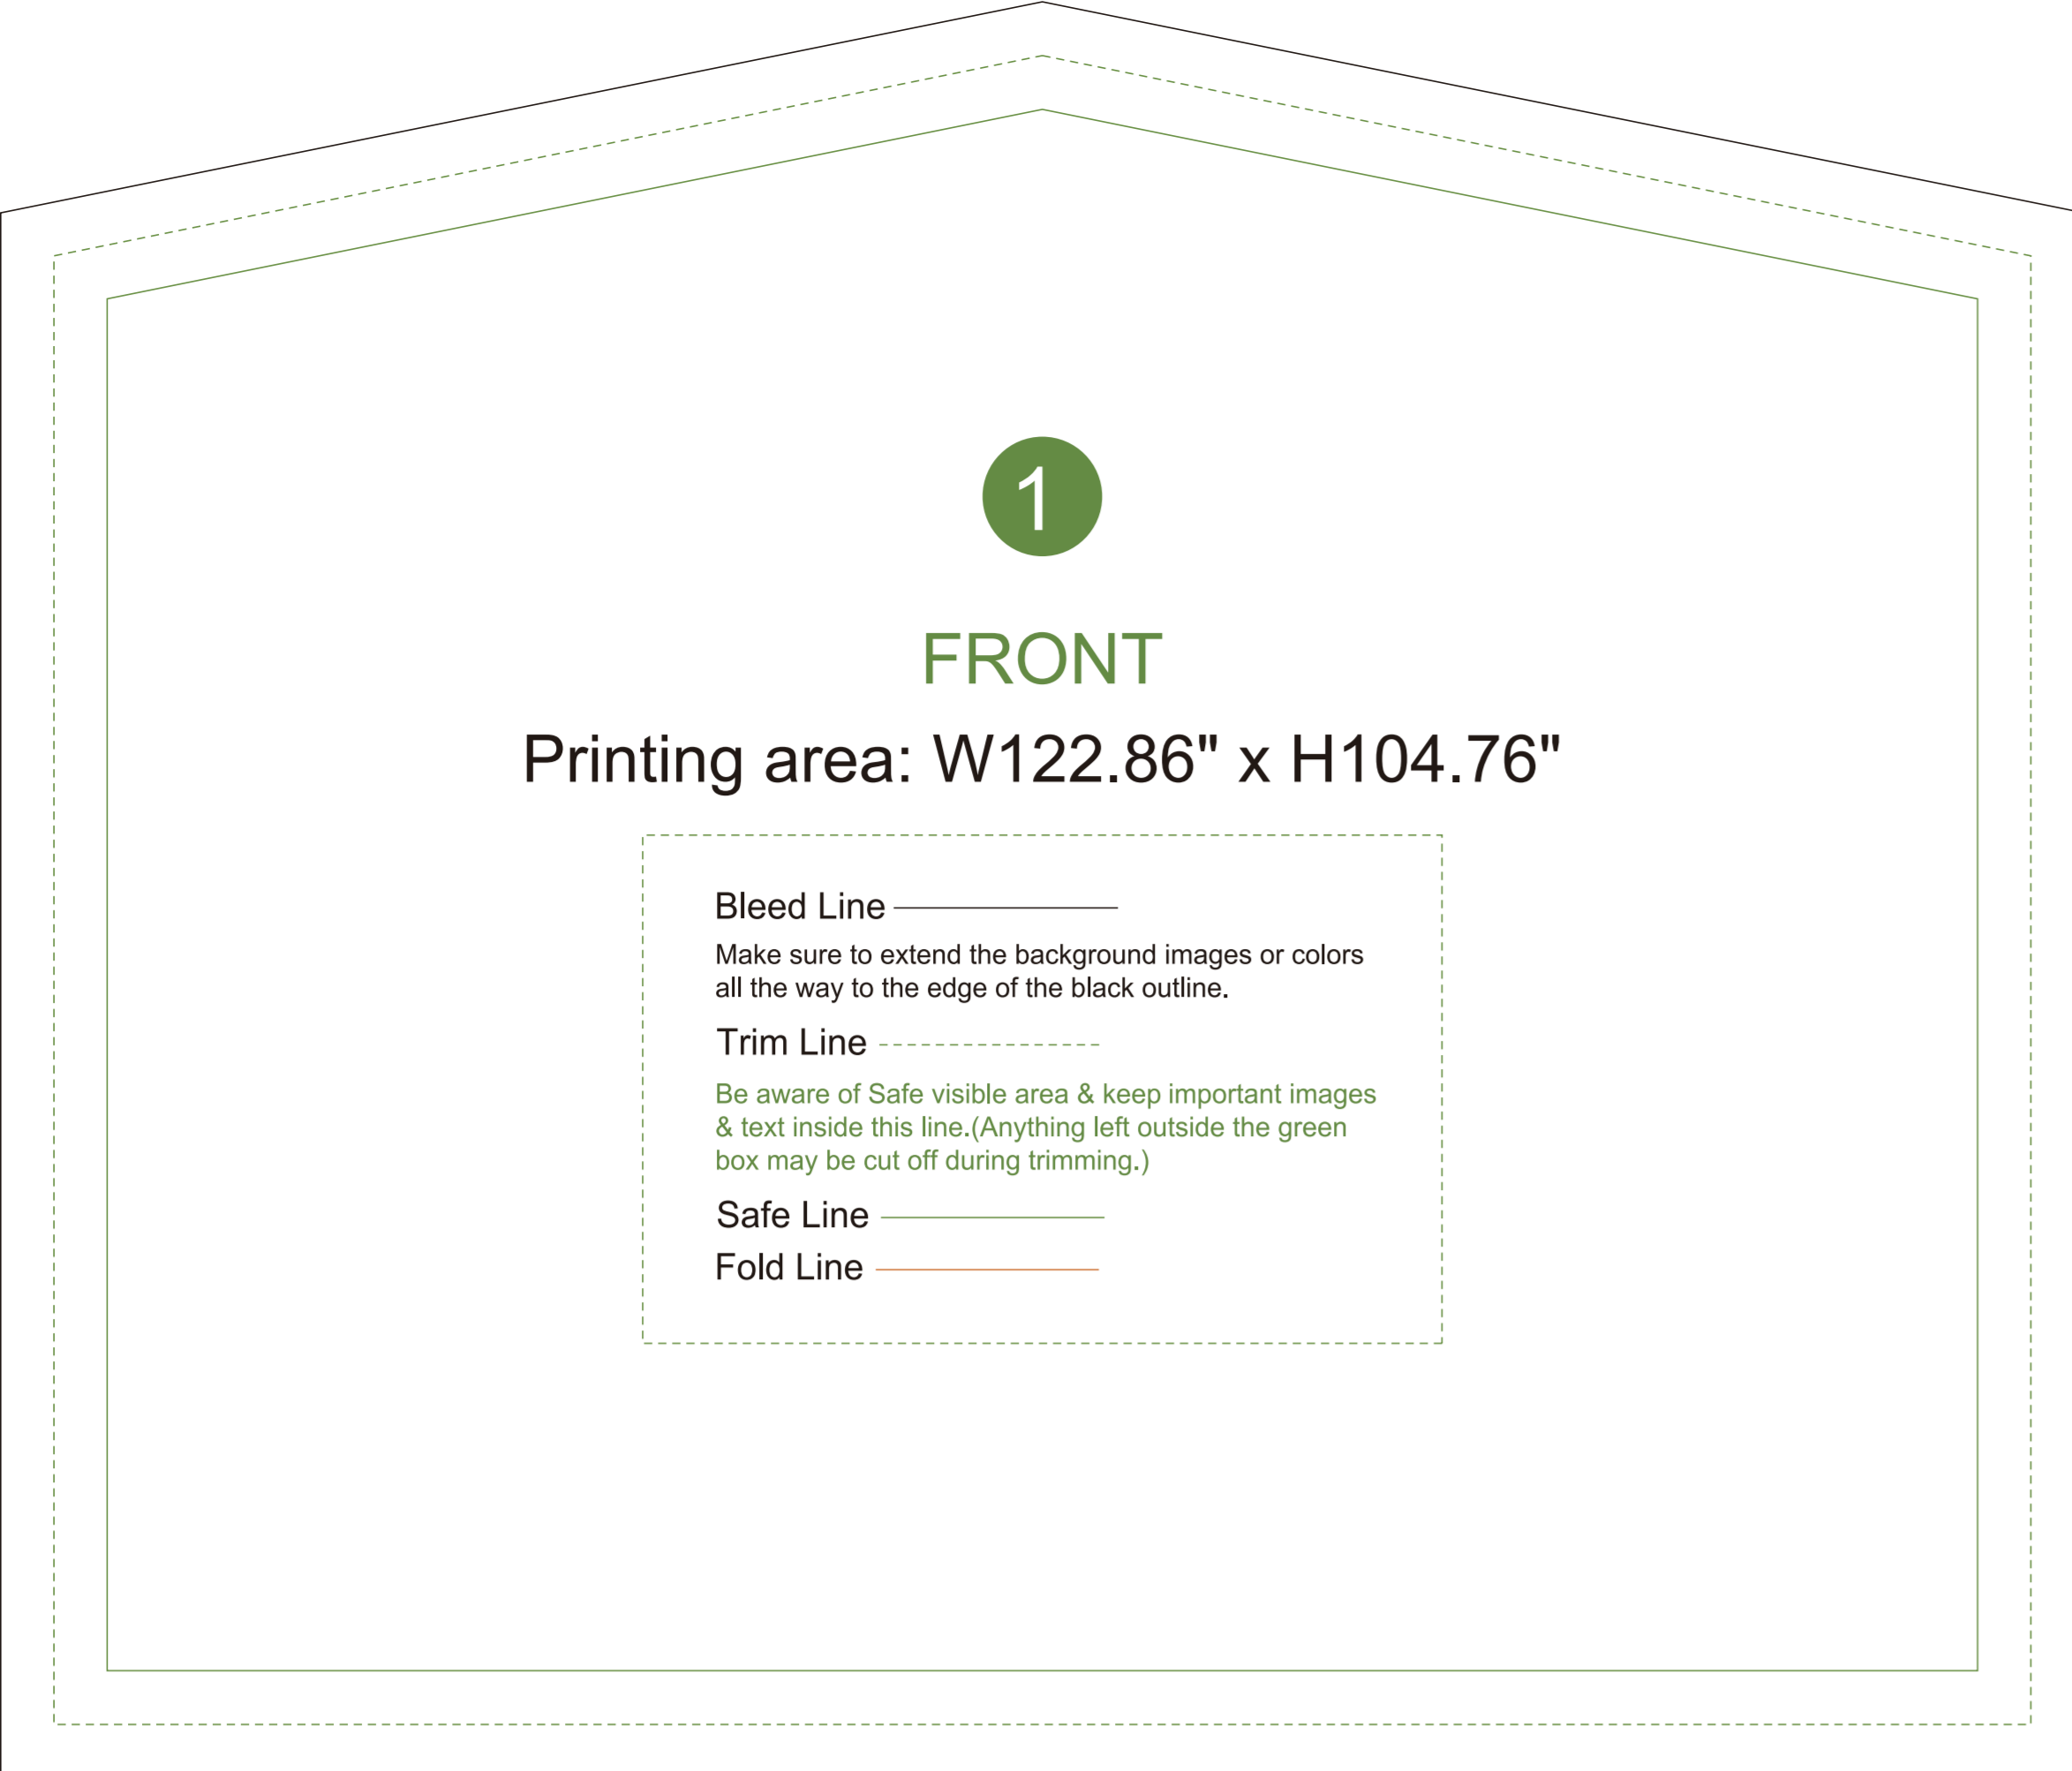 1
FRONT
Printing area: W122.86" x H104.76"
Bleed Line
Make sure to extend the background images or colors
all the way to the edge of the black outline.
Trim Line
Be aware of Safe visible area & keep important images
& text inside this line.(Anything left outside the green
box may be cut off during trimming.)
Safe Line
Fold Line